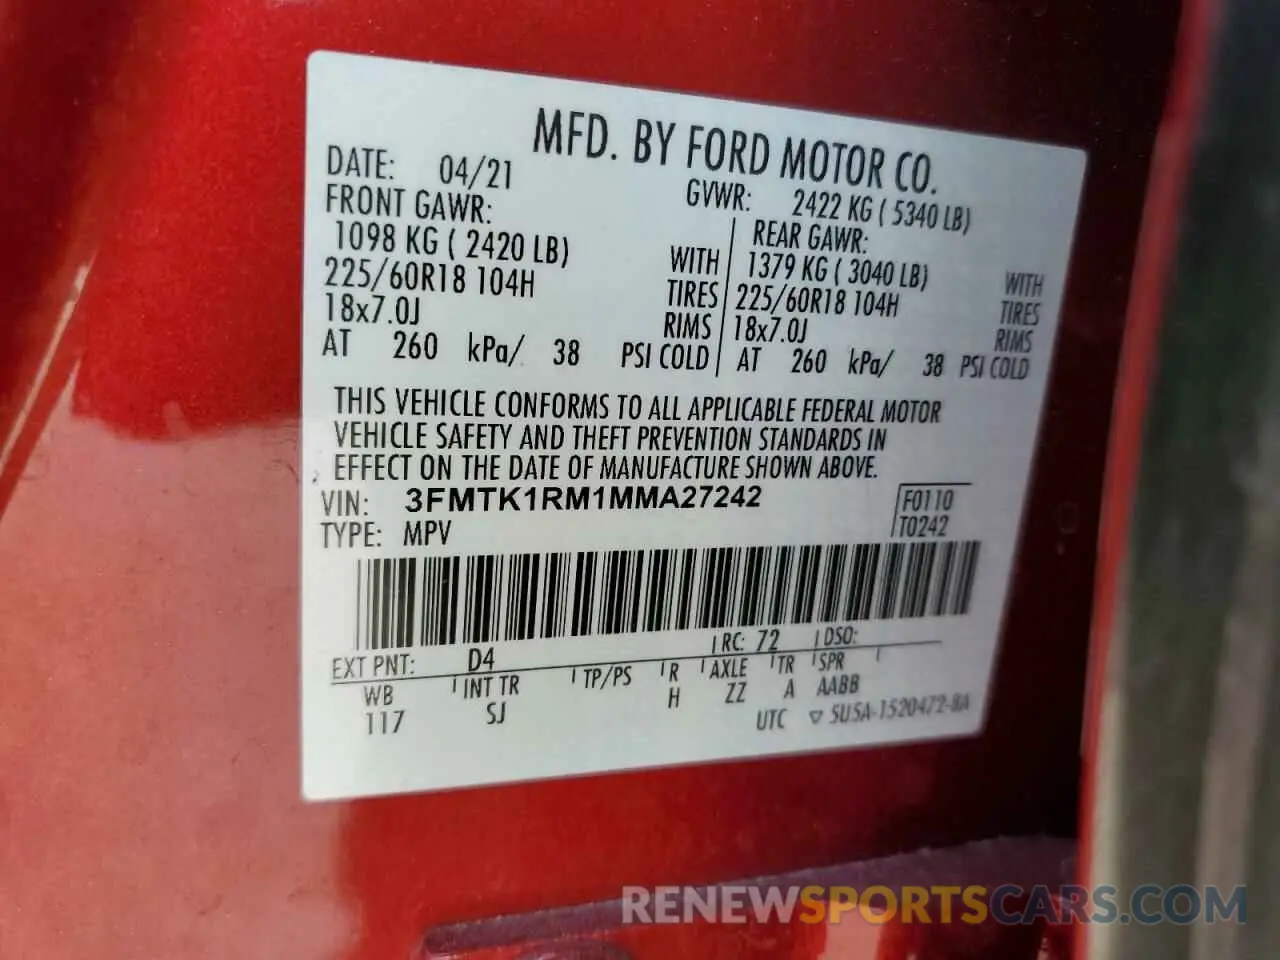 MFD. BY FORD MOTOR CO.
DATE: 04/21 GVWR: 2422 KG ( 5340 LB)
FRONT GAWR: REAR GAWR:
1098 KG ( 2420 LB) WITH 1379 KG ( 3040 LB) WITH
225/60R18 104H TIRES 225/60R18 104H TIRES
18x7.0J RIMS 18x7.0J RIMS
AT 260 kPa/ 38 PSI COLD AT 260 kPa/ 38 PSI COLD
THIS VEHICLE CONFORMS TO ALL APPLICABLE FEDERAL MOTOR
VEHICLE SAFETY AND THEFT PREVENTION STANDARDS IN
EFFECT ON THE DATE OF MANUFACTURE SHOWN ABOVE.
VIN: 3FMTK1RM1MMA27242 F0110
TYPE: MPV T0242
EXT PNT: D4 RC: 72 DSO:
WB INT TR TP/PS R AXLE TR SPR
117 SJ H ZZ A AABB
UTC ▽ 5U5A-1520472-BA
RENEWSPORTSCARS.COM